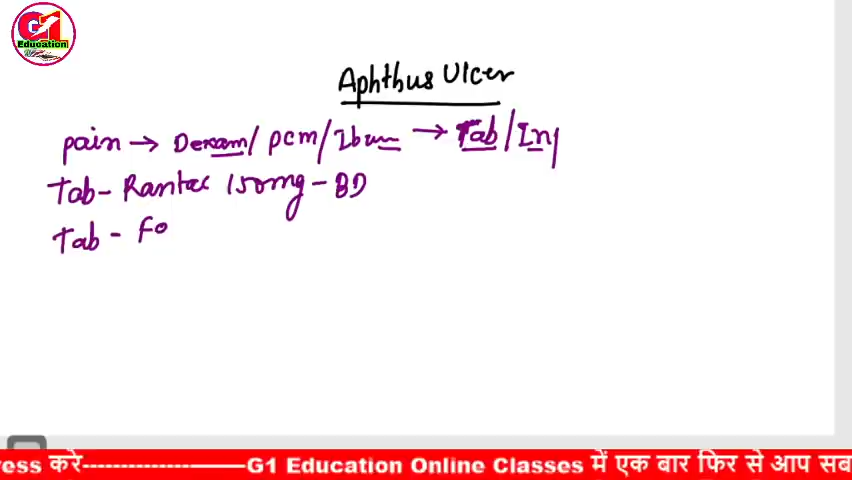 G1
Education
Aphthus Ulcer
pain → Dexam/pcm/Ibum → Tab/Inj
Tab - Rantac 150mg - BD
Tab - Fo
ress करे-----------------------G1 Education Online Classes में एक बार फिर से आप सब